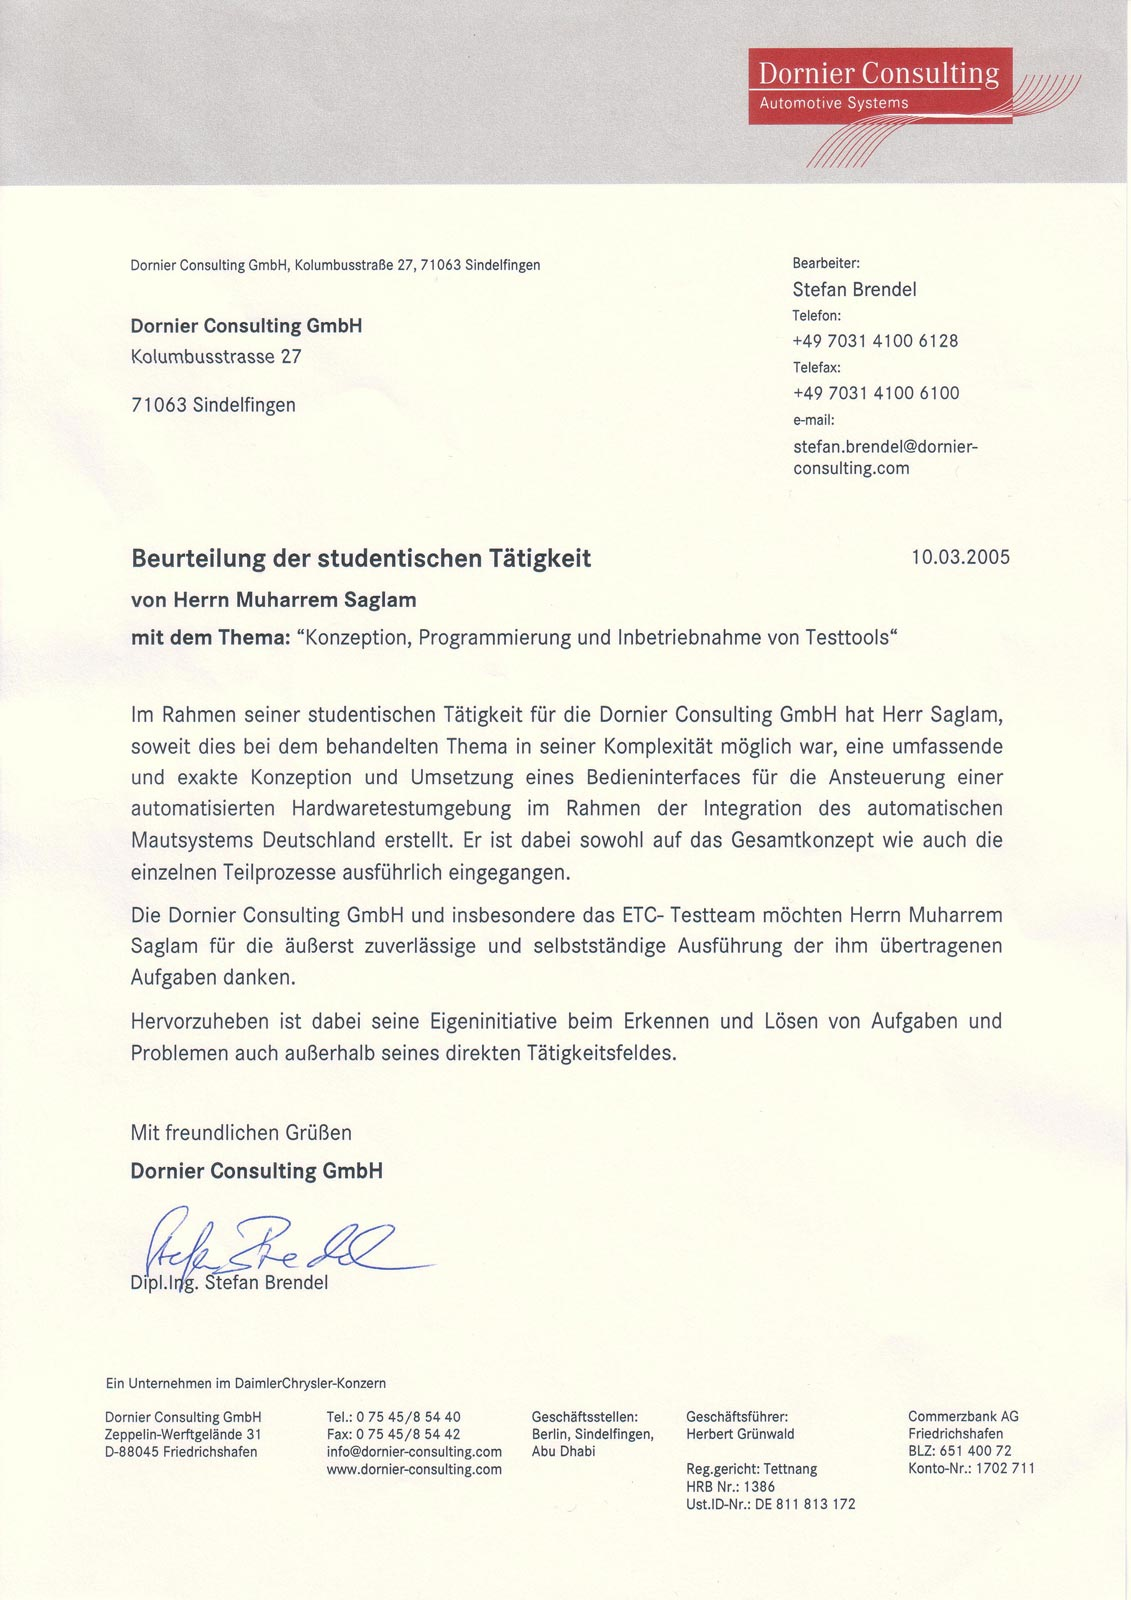 Dornier Consulting
Automotive Systems
Dornier Consulting GmbH, Kolumbusstraße 27, 71063 Sindelfingen
Dornier Consulting GmbH
Kolumbusstrasse 27
71063 Sindelfingen
Bearbeiter:
Stefan Brendel
Telefon:
+49 7031 4100 6128
Telefax:
+49 7031 4100 6100
e-mail:
stefan.brendel@dornier-
consulting.com
Beurteilung der studentischen Tätigkeit
10.03.2005
von Herrn Muharrem Saglam
mit dem Thema: “Konzeption, Programmierung und Inbetriebnahme von Testtools“
Im Rahmen seiner studentischen Tätigkeit für die Dornier Consulting GmbH hat Herr Saglam,
soweit dies bei dem behandelten Thema in seiner Komplexität möglich war, eine umfassende
und exakte Konzeption und Umsetzung eines Bedieninterfaces für die Ansteuerung einer
automatisierten Hardwaretestumgebung im Rahmen der Integration des automatischen
Mautsystems Deutschland erstellt. Er ist dabei sowohl auf das Gesamtkonzept wie auch die
einzelnen Teilprozesse ausführlich eingegangen.
Die Dornier Consulting GmbH und insbesondere das ETC- Testteam möchten Herrn Muharrem
Saglam für die äußerst zuverlässige und selbstständige Ausführung der ihm übertragenen
Aufgaben danken.
Hervorzuheben ist dabei seine Eigeninitiative beim Erkennen und Lösen von Aufgaben und
Problemen auch außerhalb seines direkten Tätigkeitsfeldes.
Mit freundlichen Grüßen
Dornier Consulting GmbH
Stefan Brendel
Dipl.Ing. Stefan Brendel
Ein Unternehmen im DaimlerChrysler-Konzern
Dornier Consulting GmbH
Zeppelin-Werftgelände 31
D-88045 Friedrichshafen
Tel.: 0 75 45/8 54 40
Fax: 0 75 45/8 54 42
info@dornier-consulting.com
www.dornier-consulting.com
Geschäftsstellen:
Berlin, Sindelfingen,
Abu Dhabi
Geschäftsführer:
Herbert Grünwald
Reg.gericht: Tettnang
HRB Nr.: 1386
Ust.ID-Nr.: DE 811 813 172
Commerzbank AG
Friedrichshafen
BLZ: 651 400 72
Konto-Nr.: 1702 711